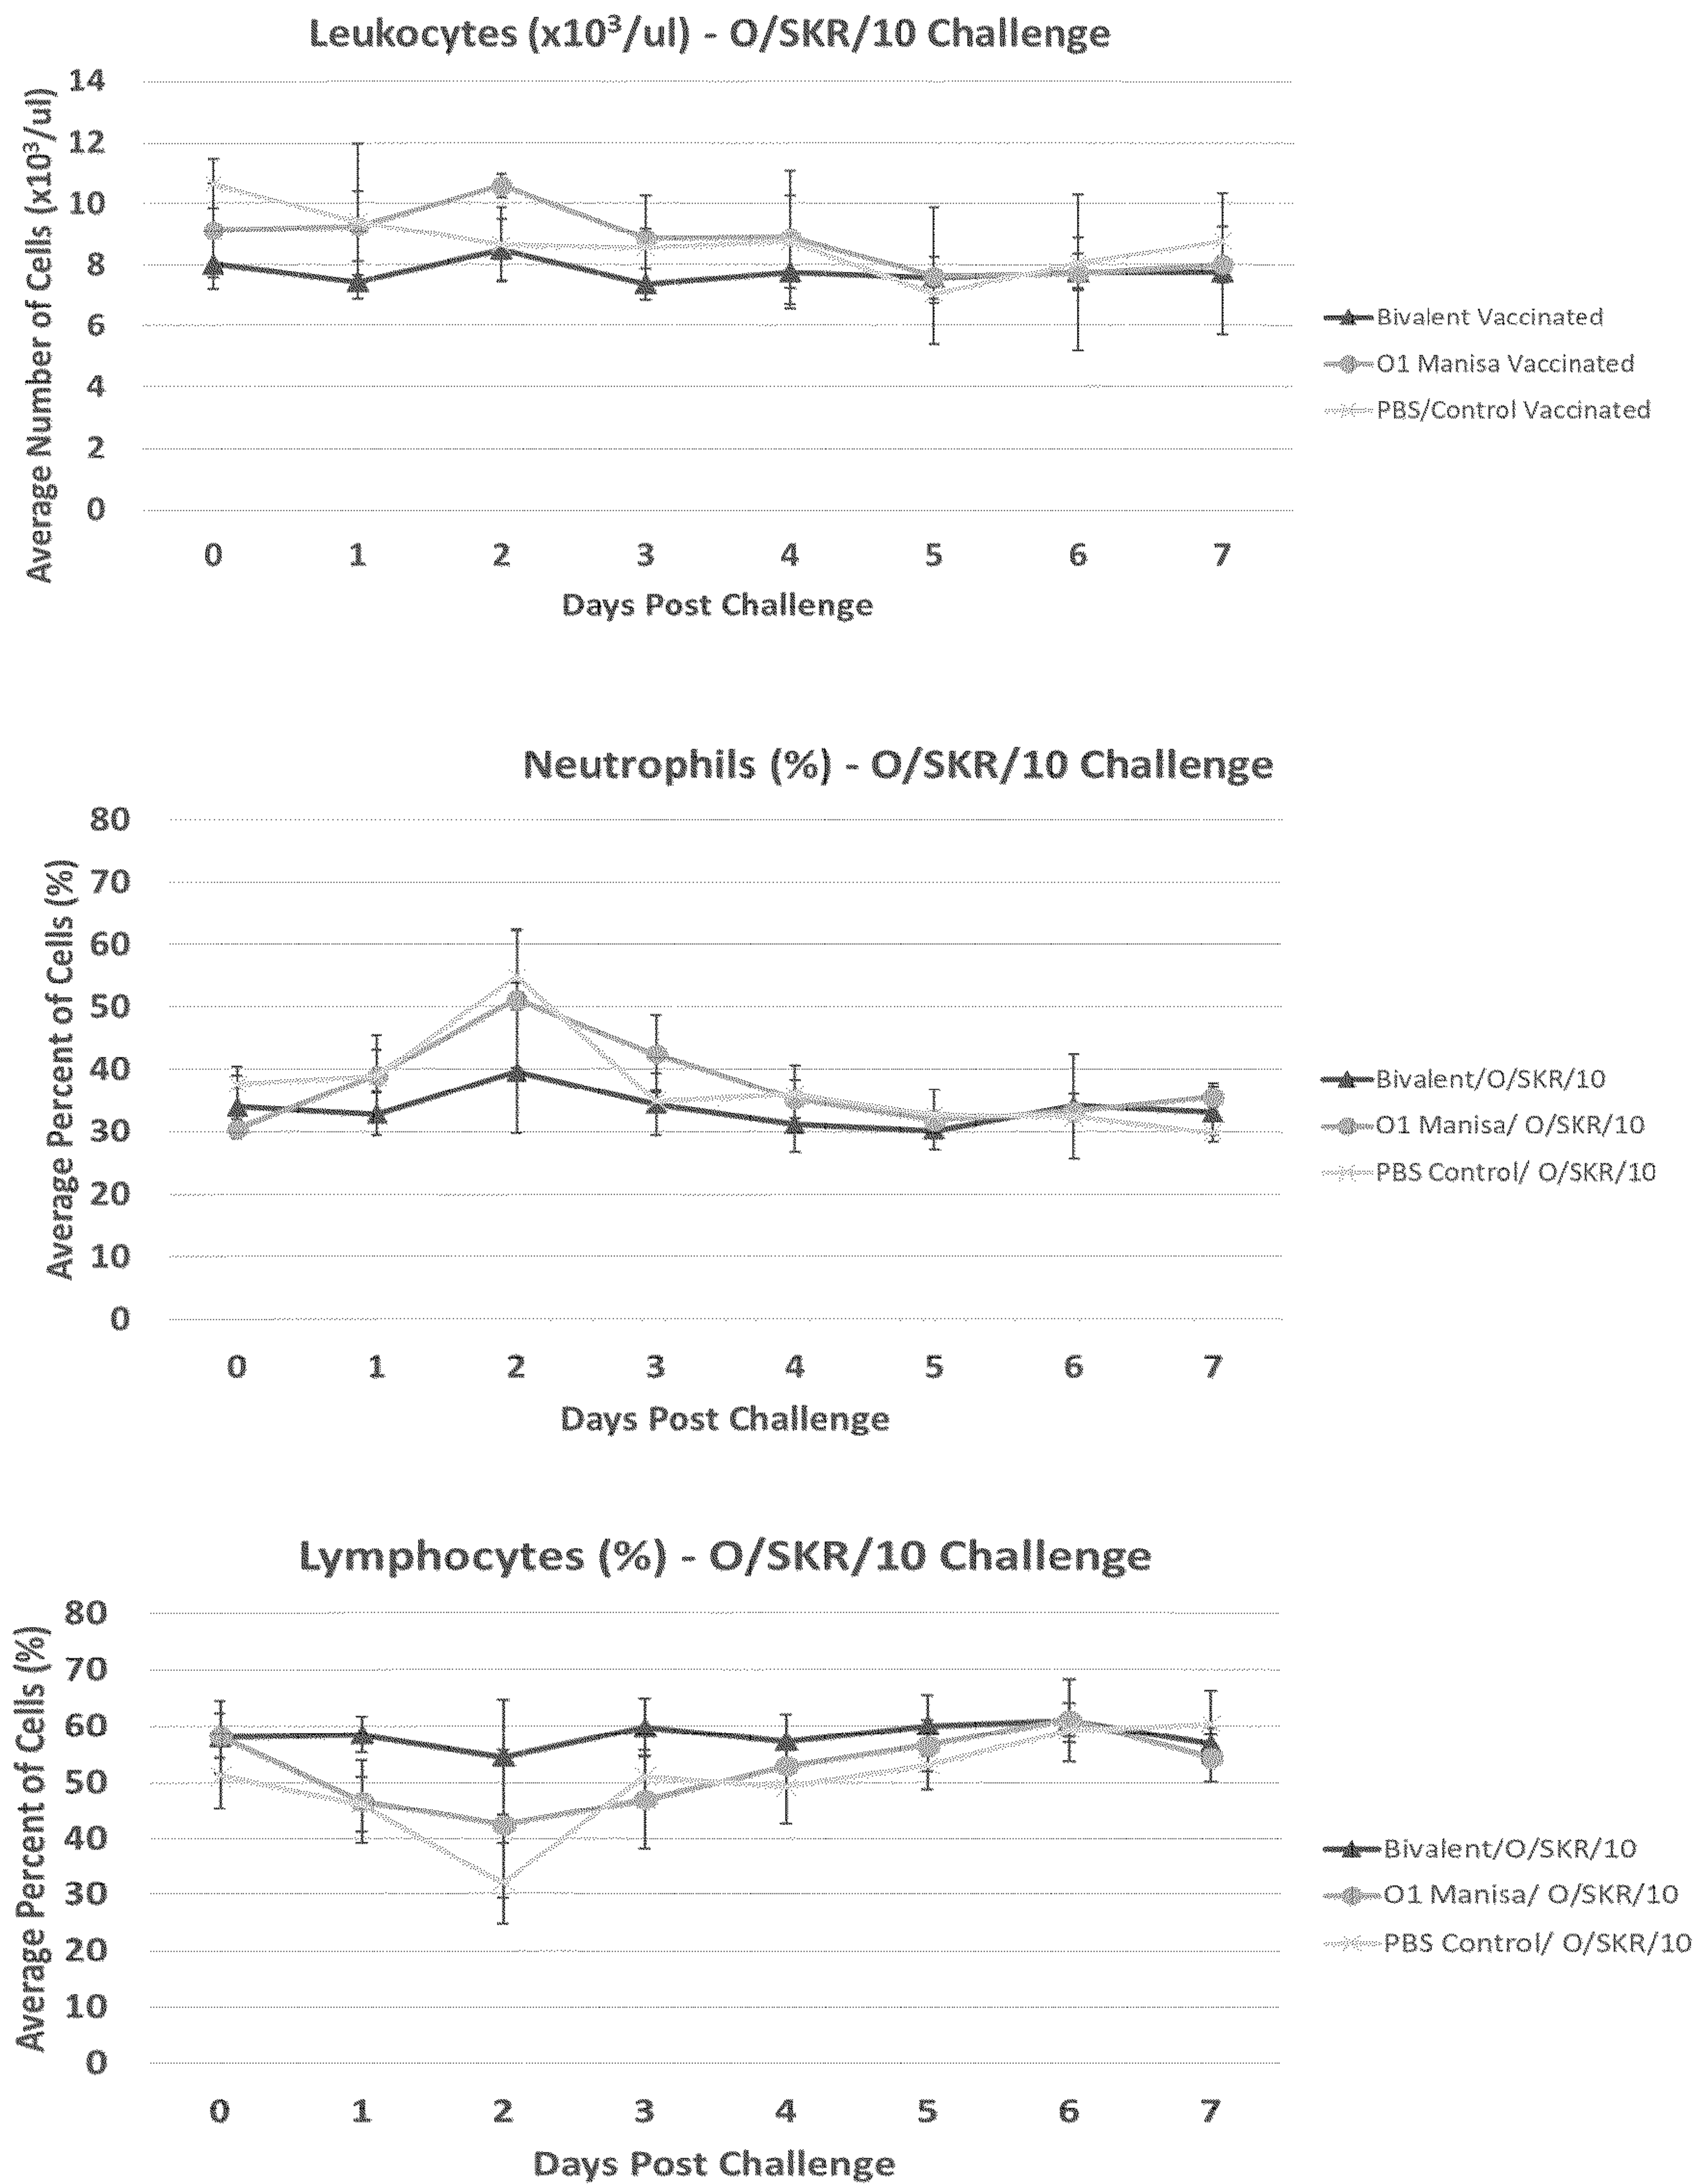 Leukocytes (x10³/ul) - O/SKR/10 Challenge
Average Number of Cells (x10³/ul)
14
12
10
8
6
4
2
0
0 1 2 3 4 5 6 7
Days Post Challenge
Bivalent Vaccinated
O1 Manisa Vaccinated
PBS/Control Vaccinated
Neutrophils (%) - O/SKR/10 Challenge
Average Percent of Cells (%)
80
70
60
50
40
30
20
10
0
0 1 2 3 4 5 6 7
Days Post Challenge
Bivalent/O/SKR/10
O1 Manisa/ O/SKR/10
PBS Control/ O/SKR/10
Lymphocytes (%) - O/SKR/10 Challenge
Average Percent of Cells (%)
80
70
60
50
40
30
20
10
0
0 1 2 3 4 5 6 7
Days Post Challenge
Bivalent/O/SKR/10
O1 Manisa/ O/SKR/10
PBS Control/ O/SKR/10